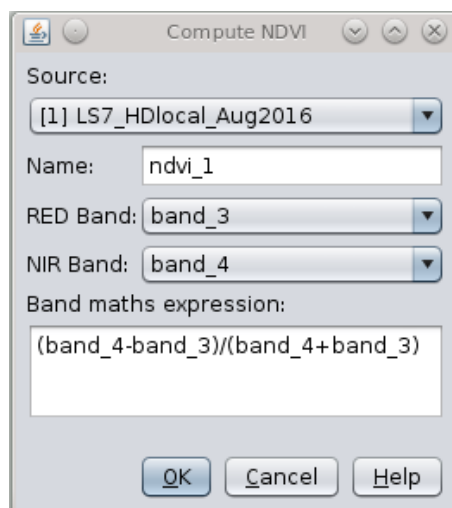 Compute NDVI
Source:
[1] LS7_HDlocal_Aug2016
Name: ndvi_1
RED Band: band_3
NIR Band: band_4
Band maths expression:
(band_4-band_3)/(band_4+band_3)
OK Cancel Help